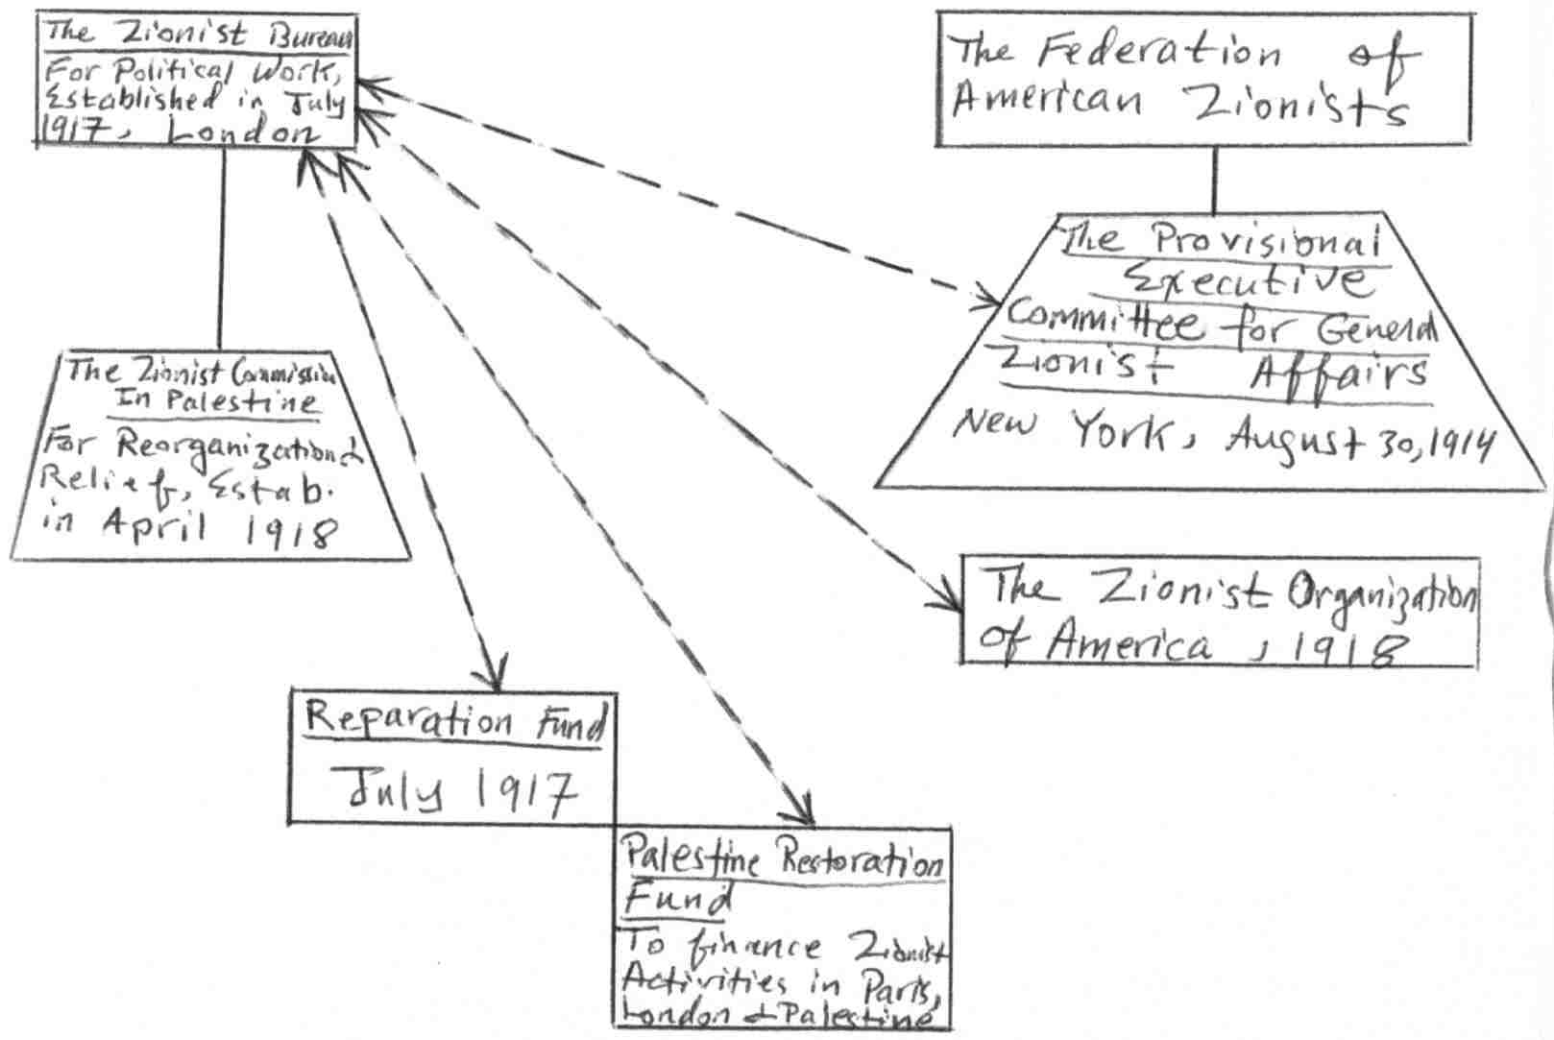 The Zionist Bureau
For Political Work,
Established in July
1917, London
The Federation of
American Zionists
The Provisional
Executive
Committee for General
Zionist Affairs
New York, August 30, 1914
The Zionist Commission
In Palestine
For Reorganization &
Relief, Estab.
in April 1918
The Zionist Organization
of America, 1918
Reparation Fund
July 1917
Palestine Restoration
Fund
To finance Zionist
Activities in Paris,
London & Palestine